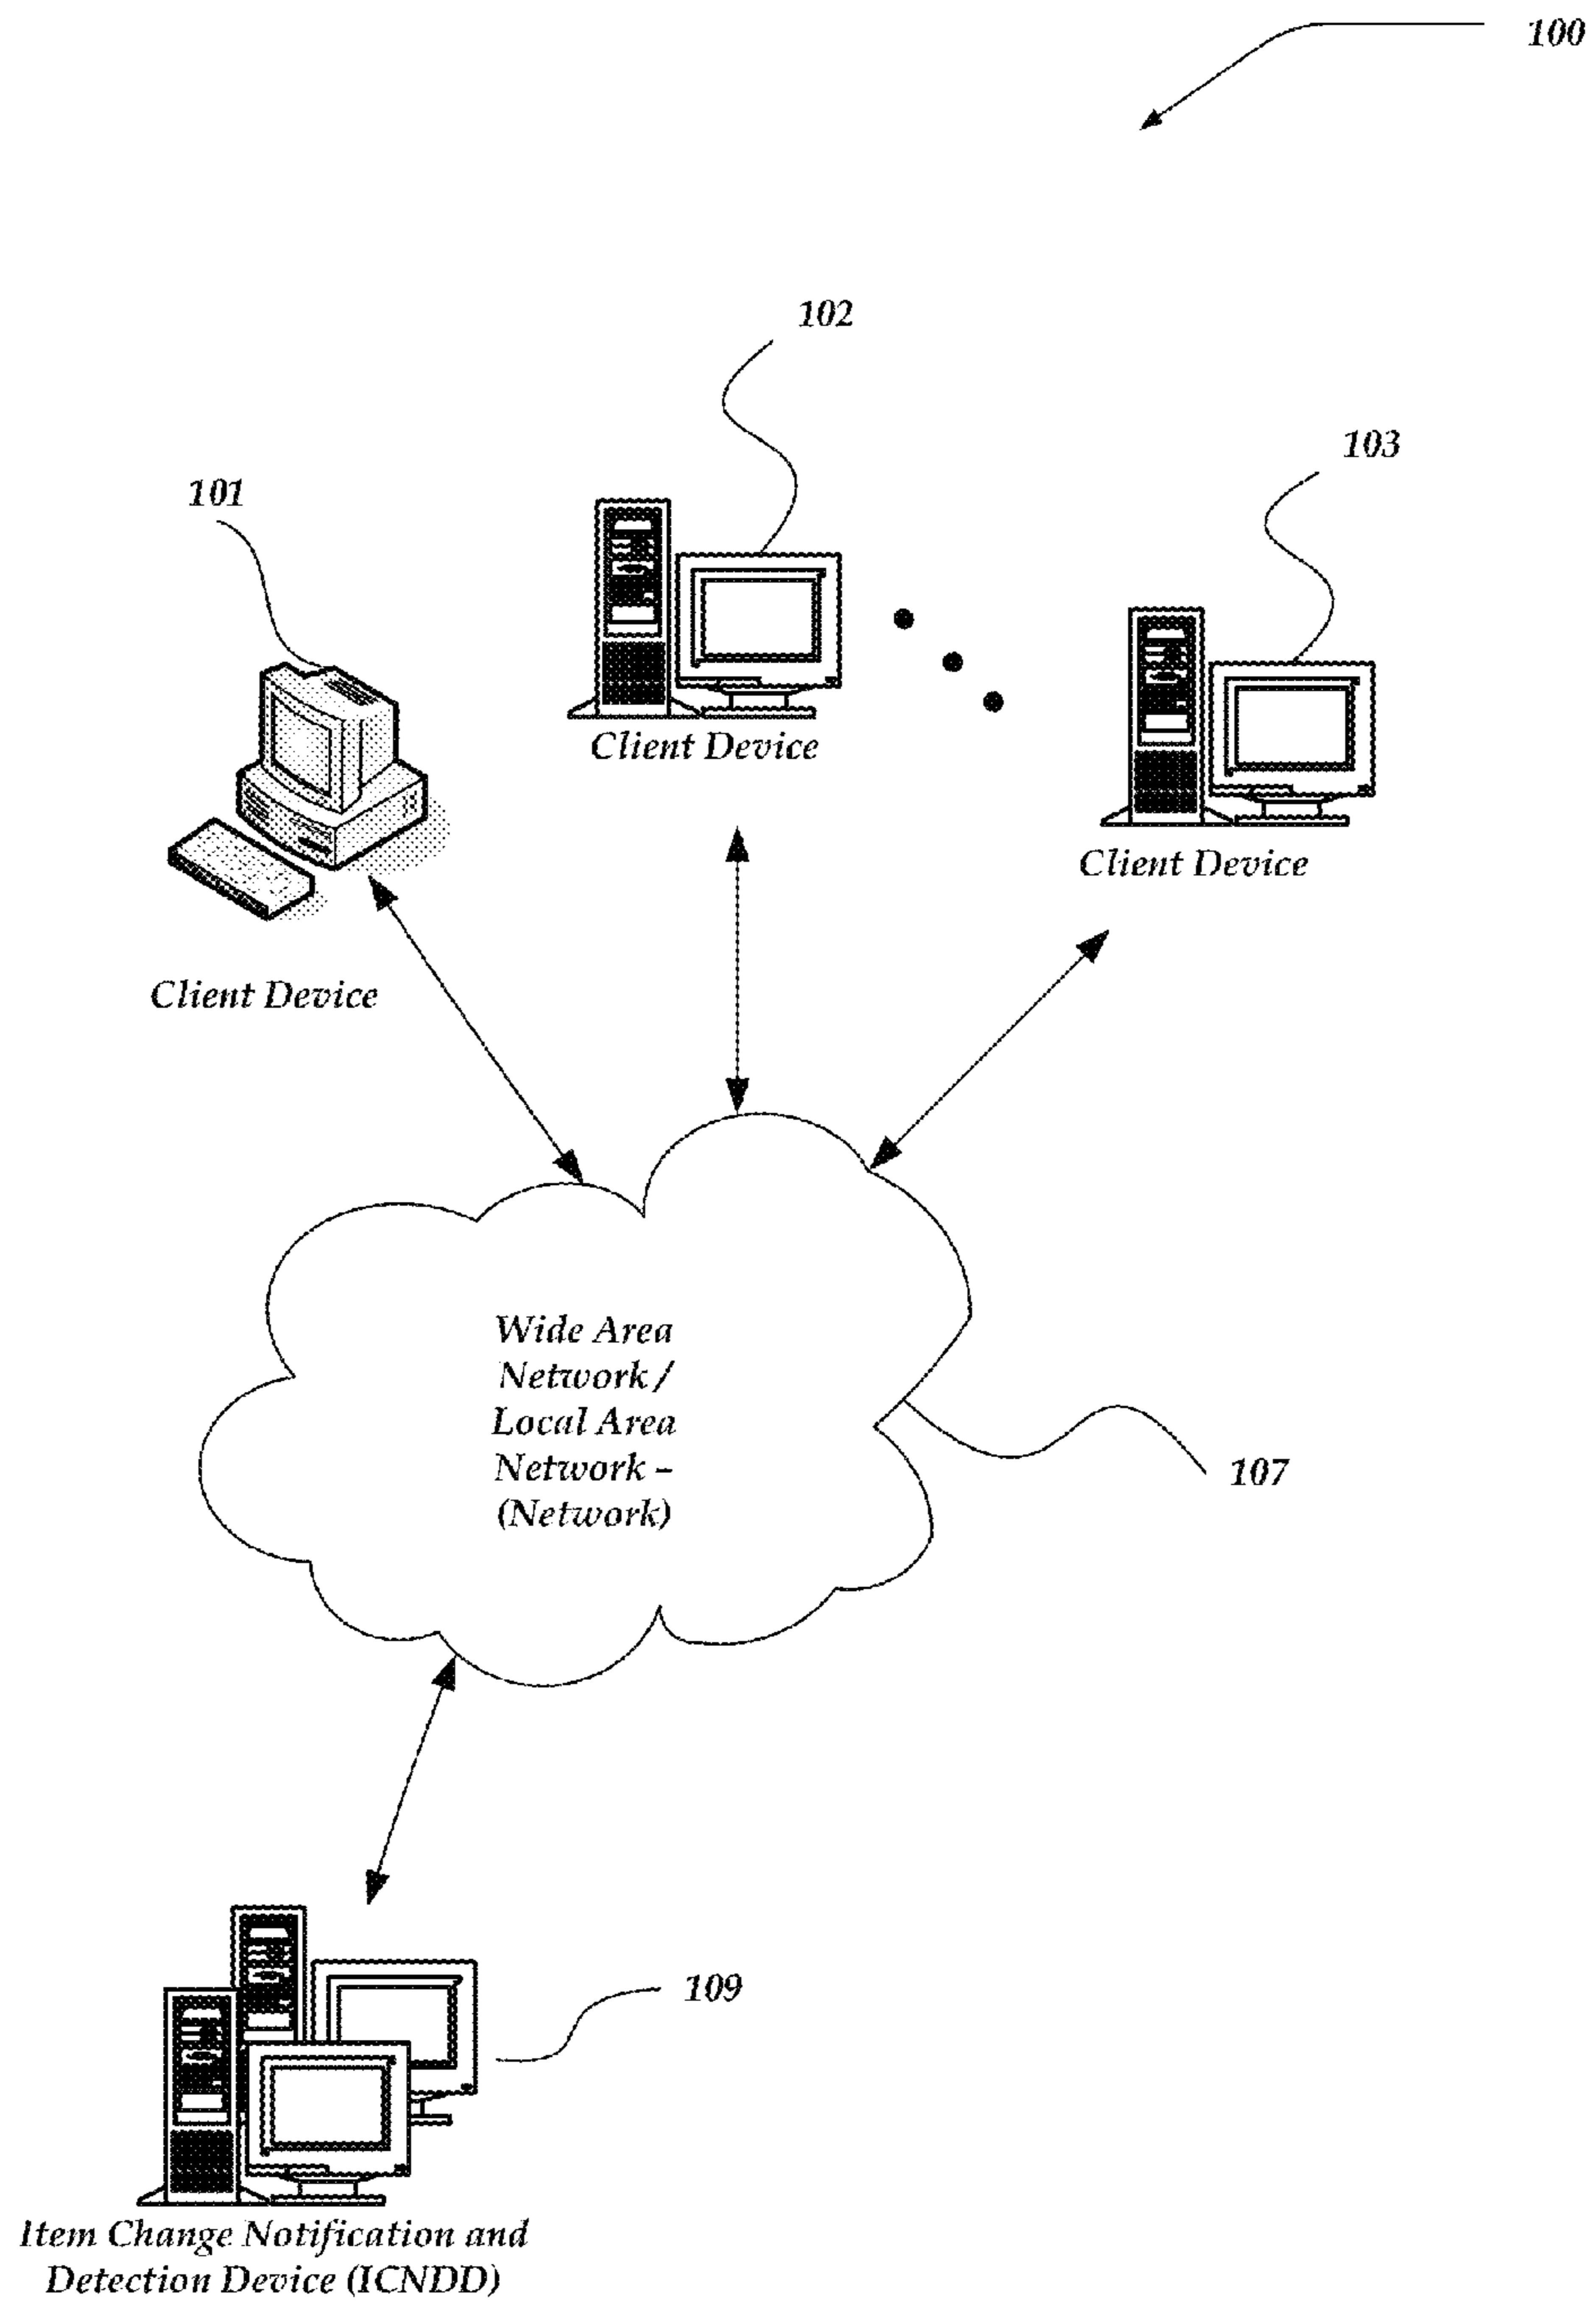 100
102
103
101
Client Device
Client Device
Client Device
Wide Area
Network /
Local Area
Network –
(Network)
107
109
Item Change Notification and
Detection Device (ICNDD)